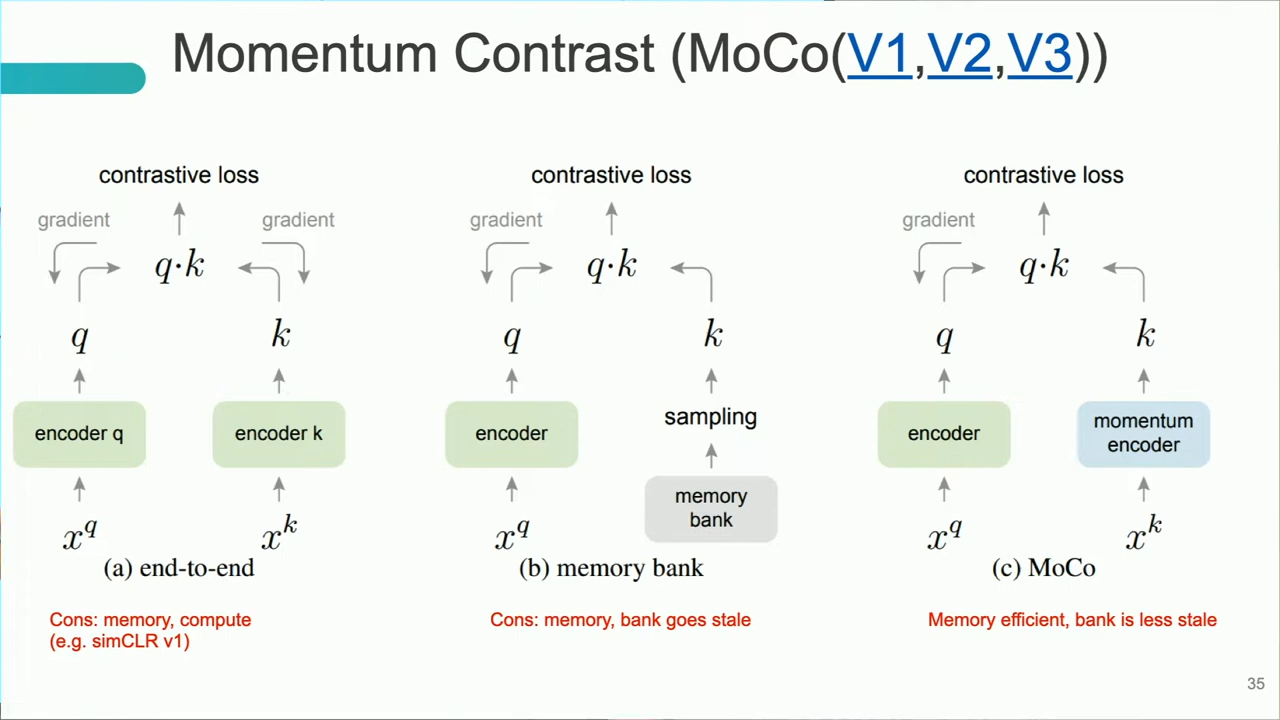 Momentum Contrast (MoCo(V1,V2,V3))
contrastive loss
gradient
gradient
q·k
q
k
encoder q
encoder k
x^q
x^k
(a) end-to-end
Cons: memory, compute
(e.g. simCLR v1)
contrastive loss
gradient
q·k
q
k
encoder
sampling
memory
bank
x^q
(b) memory bank
Cons: memory, bank goes stale
contrastive loss
gradient
q·k
q
k
encoder
momentum
encoder
x^q
x^k
(c) MoCo
Memory efficient, bank is less stale
35